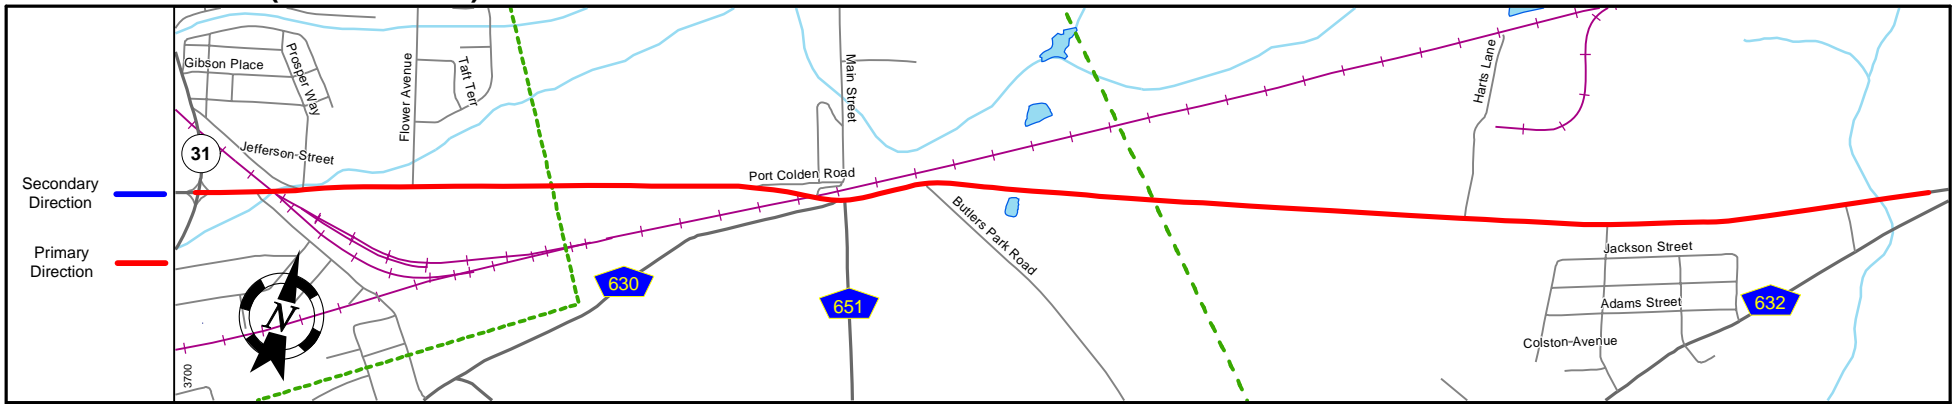 Secondary
Direction
Primary
Direction
Gibson Place
Prosper Way
Flower Avenue
Taft Terr
31
Jefferson Street
Main Street
Port Colden Road
Butlers Park Road
Harts Lane
630
651
632
Jackson Street
Adams Street
Colston Avenue
N
3700